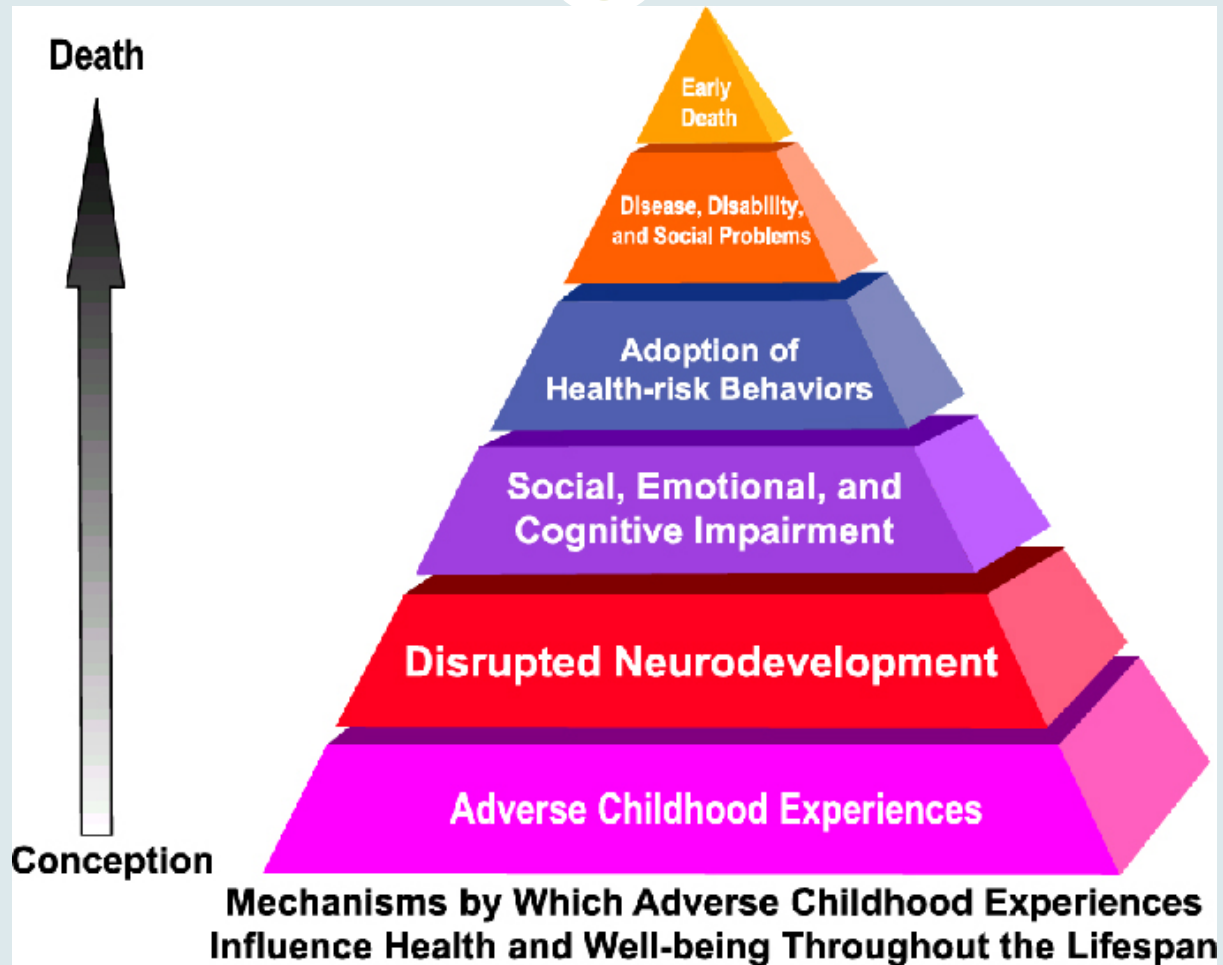 Death
Early
Death
Disease, Disability,
and Social Problems
Adoption of
Health-risk Behaviors
Social, Emotional, and
Cognitive Impairment
Disrupted Neurodevelopment
Adverse Childhood Experiences
Conception
Mechanisms by Which Adverse Childhood Experiences
Influence Health and Well-being Throughout the Lifespan